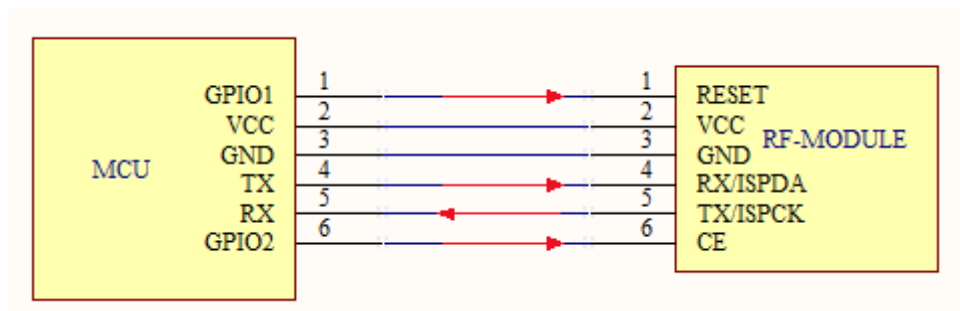 GPIO1 1 1 RESET
VCC 2 2 VCC
GND 3 3 GND
RF-MODULE
MCU
TX 4 4 RX/ISPDA
RX 5 5 TX/ISPCK
GPIO2 6 6 CE